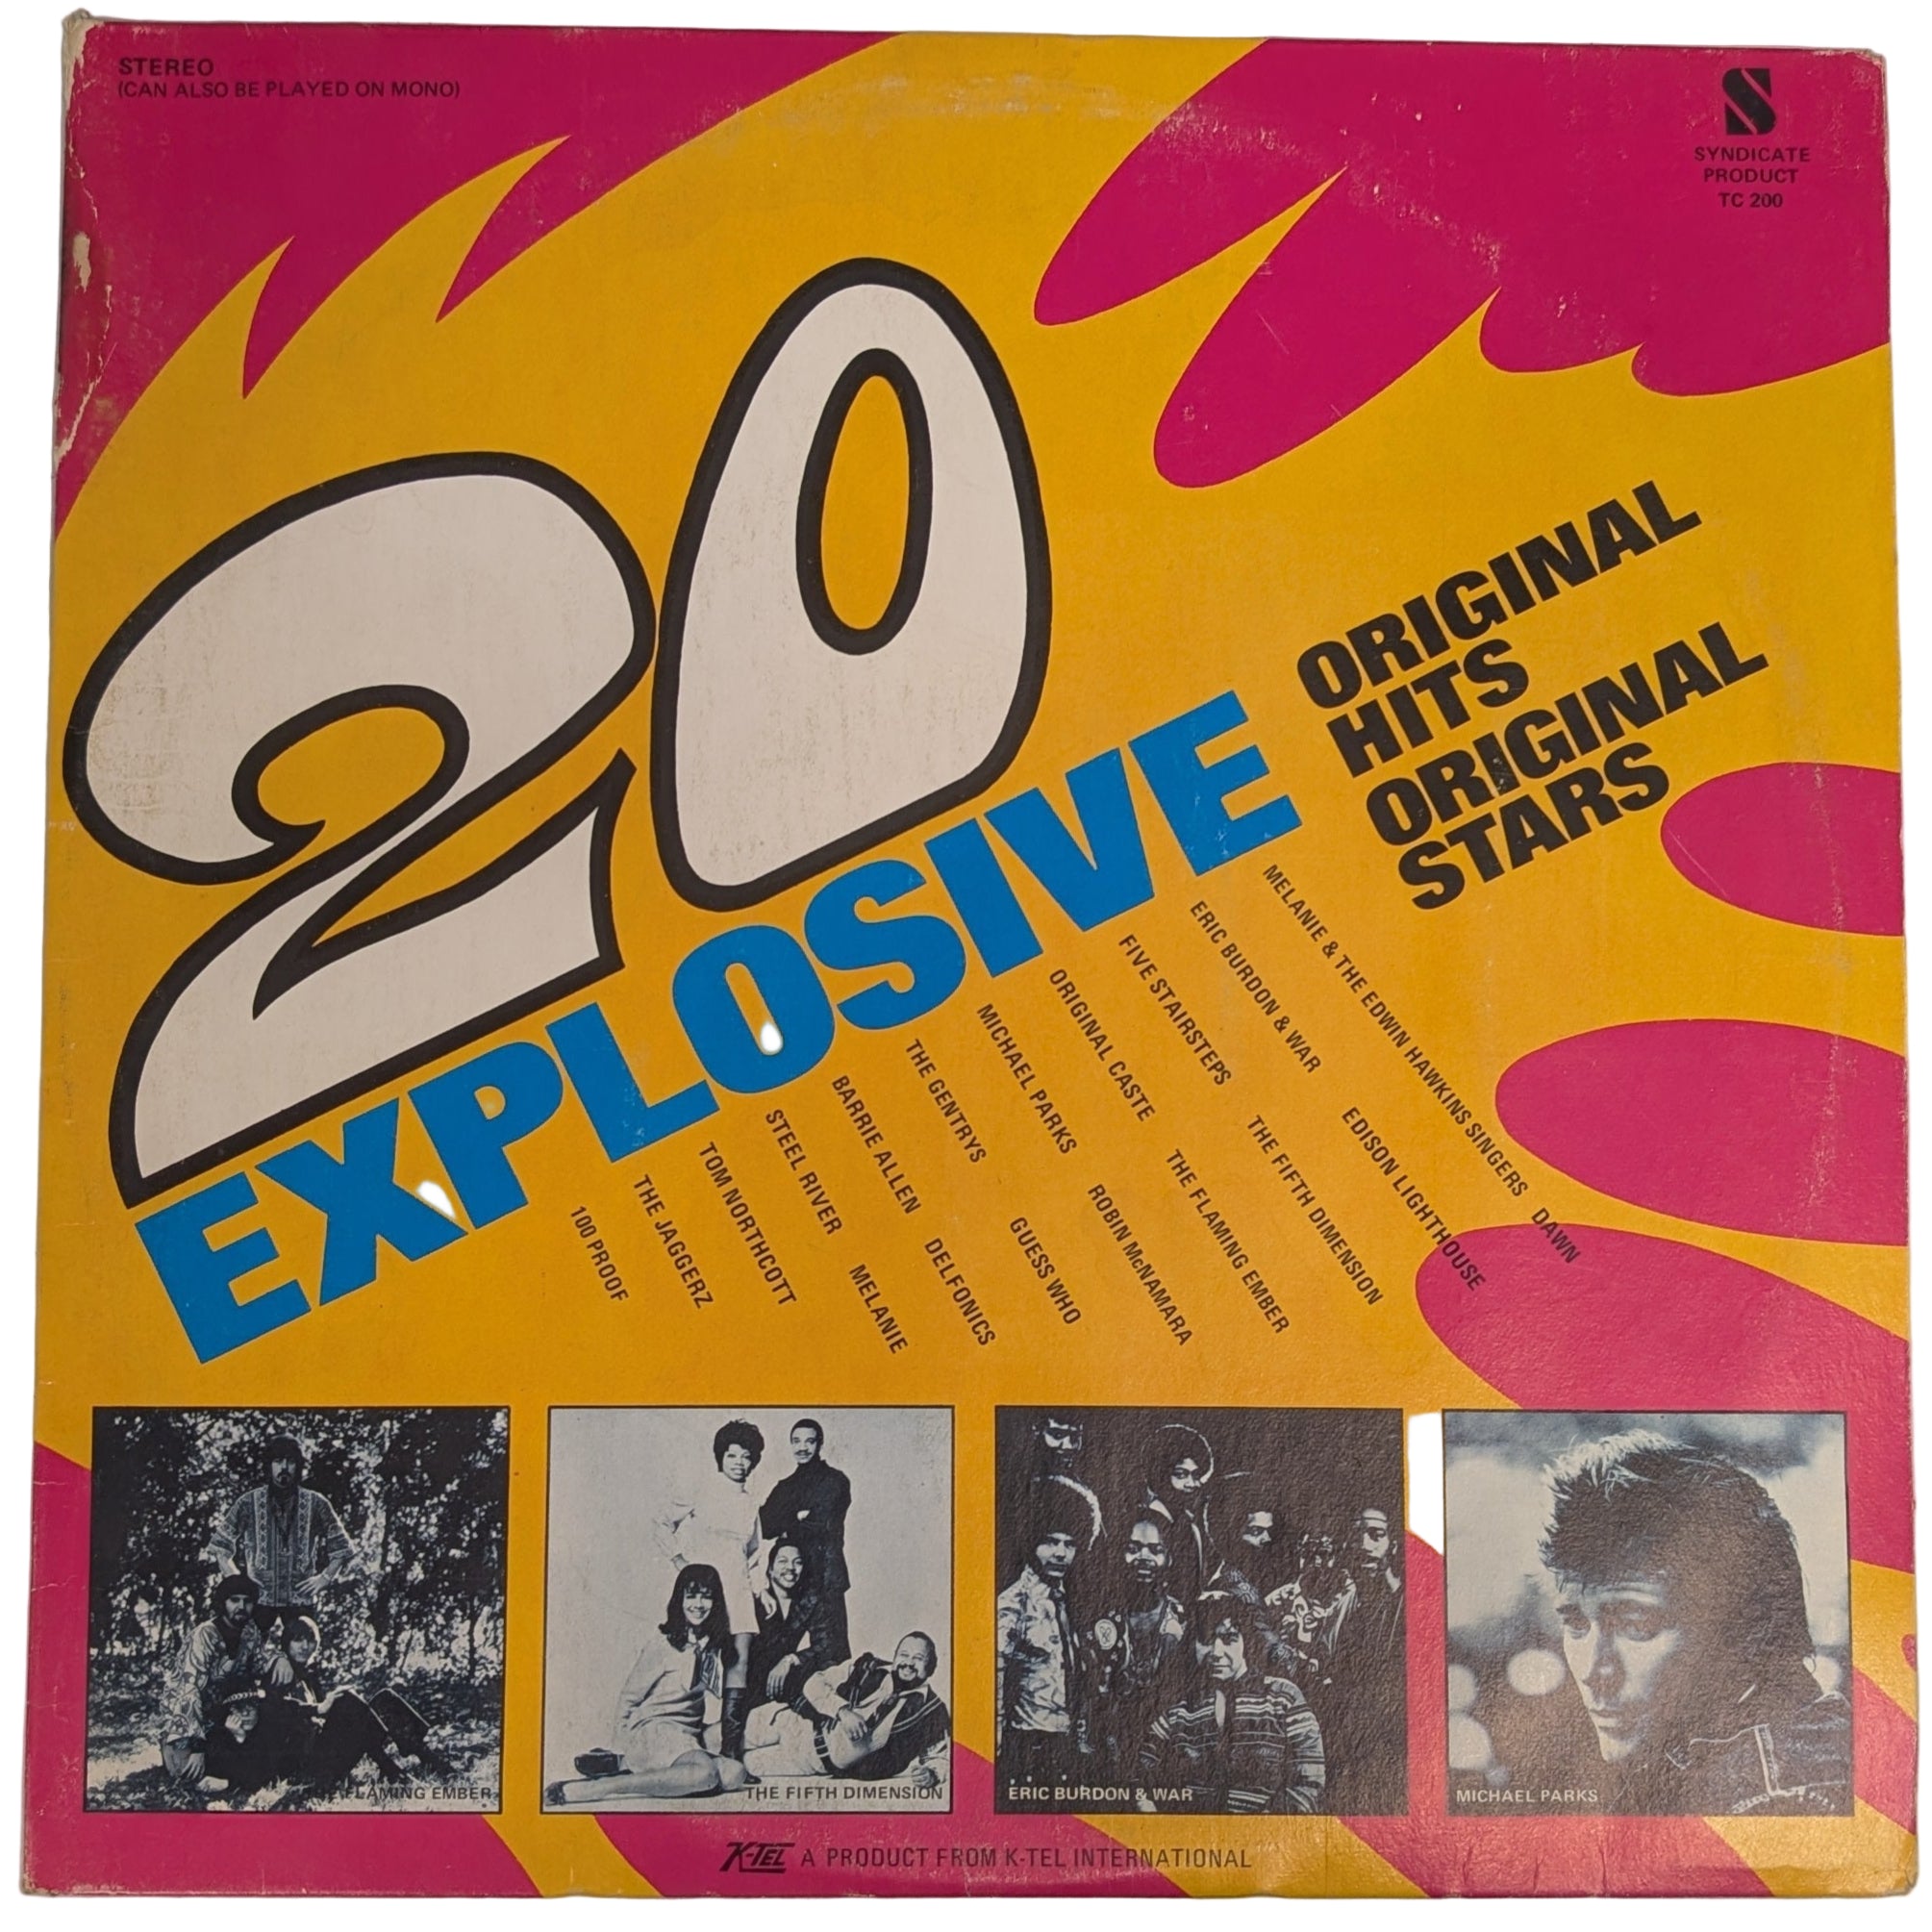 STEREO
(CAN ALSO BE PLAYED ON MONO)
S
SYNDICATE
PRODUCT
TC 200
20
EXPLOSIVE
ORIGINAL
HITS
ORIGINAL
STARS
100 PROOF
THE JAGGERZ
TOM NORTHCOTT
STEEL RIVER MELANIE
BARRIE ALLEN DELFONICS
THE GENTRYS GUESS WHO
MICHAEL PARKS ROBIN McNAMARA
ORIGINAL CASTE THE FLAMING EMBER
FIVE STAIRSTEPS THE FIFTH DIMENSION
ERIC BURDON & WAR EDISON LIGHTHOUSE
MELANIE & THE EDWIN HAWKINS SINGERS DAWN
FLAMING EMBER
THE FIFTH DIMENSION
ERIC BURDON & WAR
MICHAEL PARKS
K-TEL A PRODUCT FROM K-TEL INTERNATIONAL